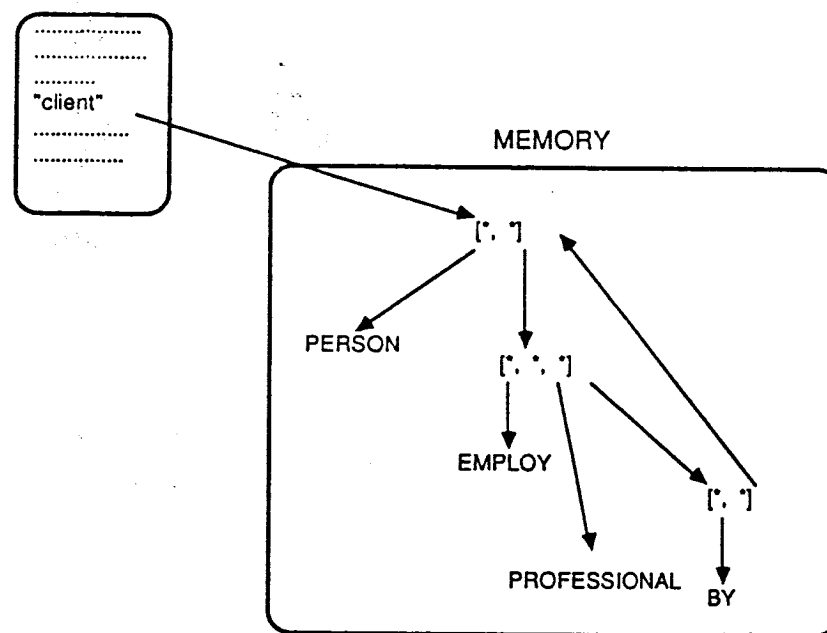 "client"
MEMORY
[*, *]
PERSON
[*, *, *]
EMPLOY
[*, *]
PROFESSIONAL
BY